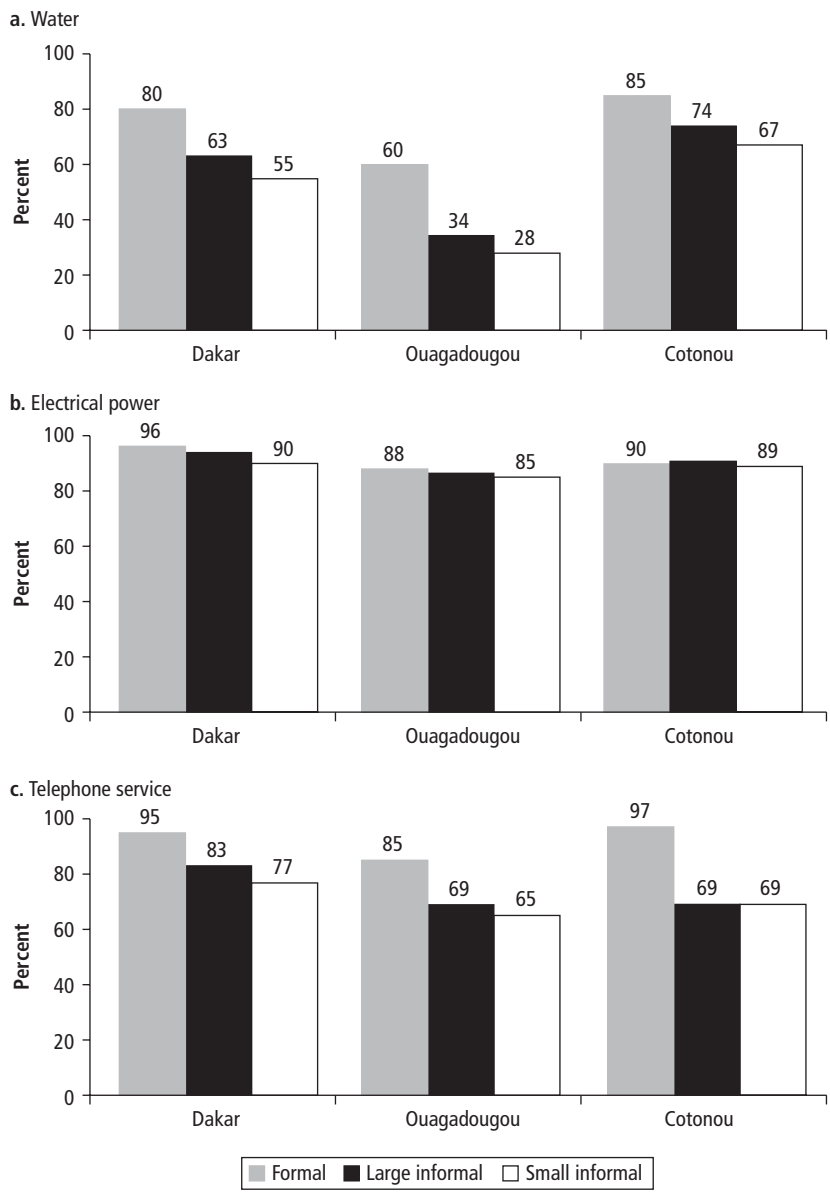 a. Water
100
80
60
40
20
0
Percent
80
63
55
60
34
28
85
74
67
Dakar
Ouagadougou
Cotonou
b. Electrical power
100
80
60
40
20
0
Percent
96
90
88
85
90
89
Dakar
Ouagadougou
Cotonou
c. Telephone service
100
80
60
40
20
0
Percent
95
83
77
85
69
65
97
69
69
Dakar
Ouagadougou
Cotonou
Formal Large informal Small informal